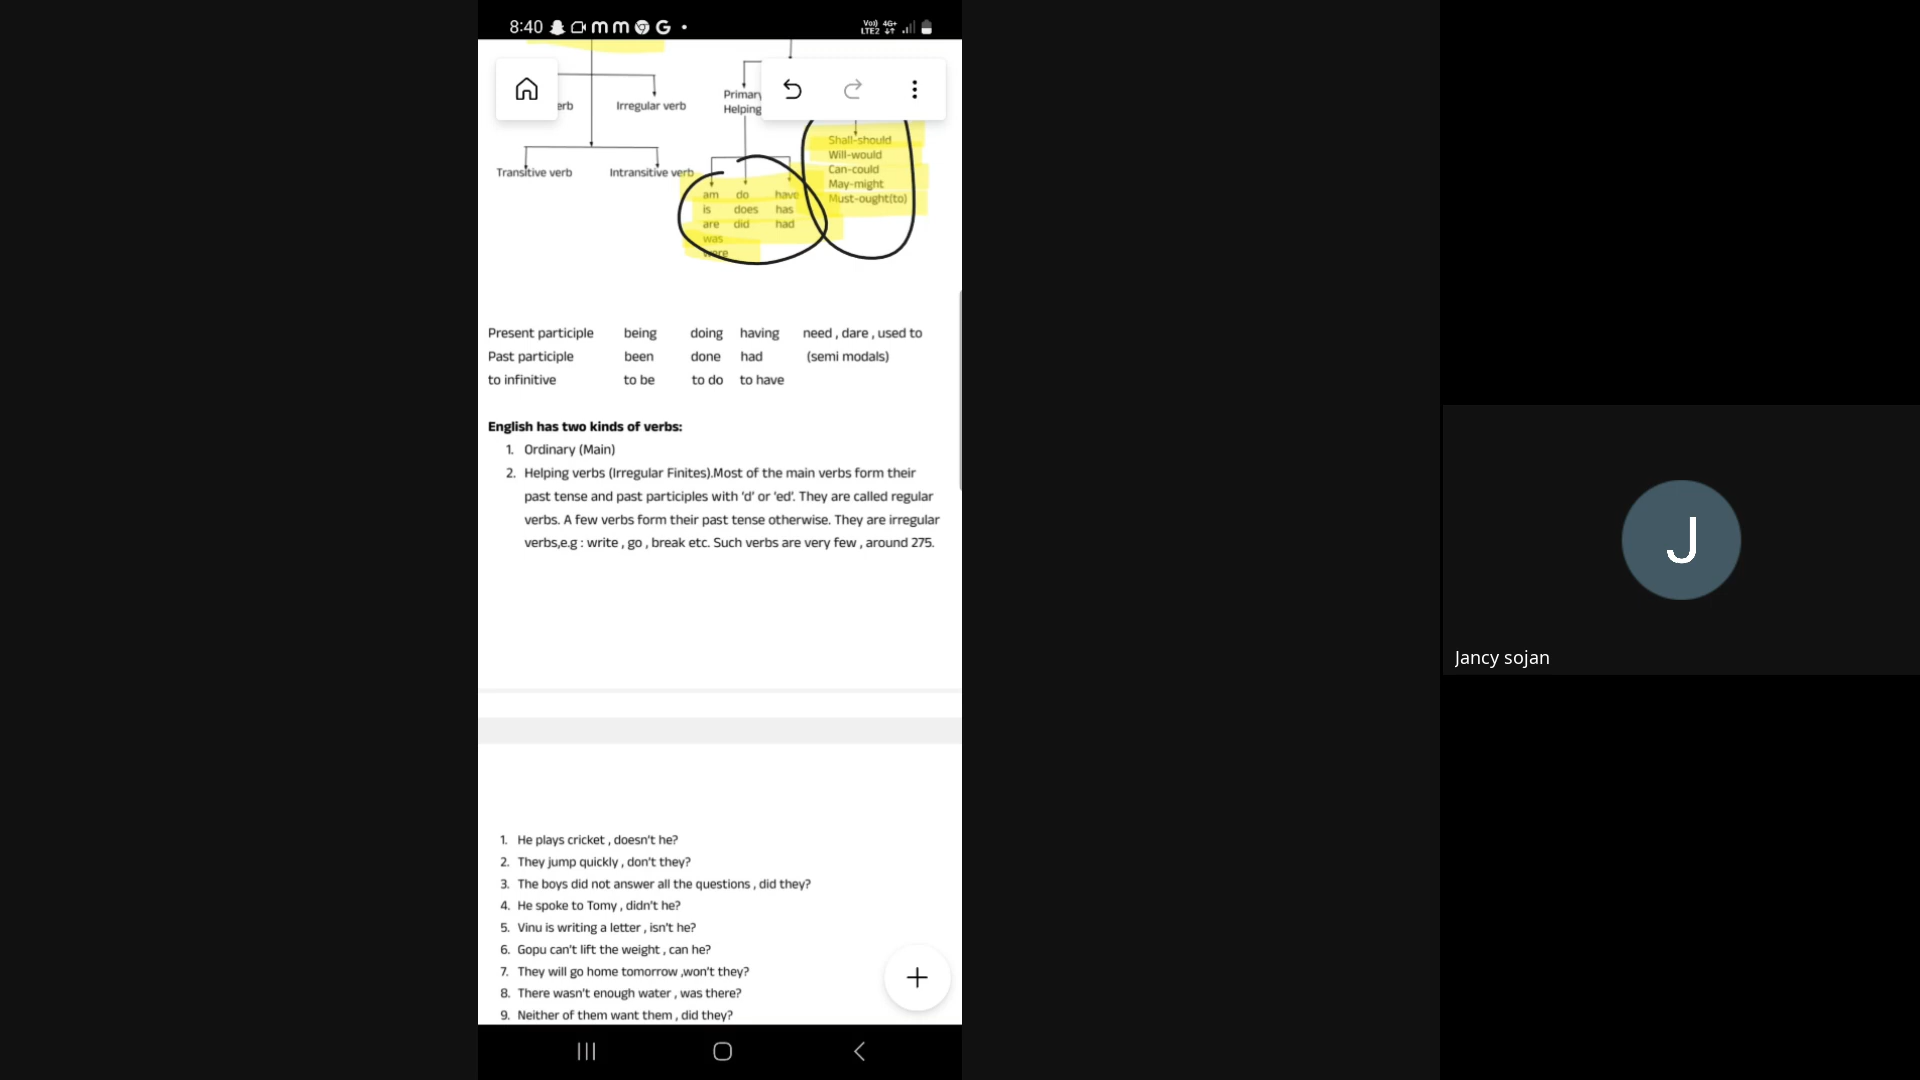 8:40
Vo)) 4G+
LTE2
erb
Irregular verb
Primary
Helping
Shall-should
Will-would
Can-could
May-might
Must-ought(to)
Transitive verb
Intransitive verb
am do have
is does has
are did had
was
were
Present participle being doing having need , dare , used to
Past participle been done had (semi modals)
to infinitive to be to do to have
English has two kinds of verbs:
1. Ordinary (Main)
2. Helping verbs (Irregular Finites).Most of the main verbs form their
past tense and past participles with 'd' or 'ed'. They are called regular
verbs. A few verbs form their past tense otherwise. They are irregular
verbs,e.g : write , go , break etc. Such verbs are very few , around 275.
1. He plays cricket , doesn't he?
2. They jump quickly , don't they?
3. The boys did not answer all the questions , did they?
4. He spoke to Tomy , didn't he?
5. Vinu is writing a letter , isn't he?
6. Gopu can't lift the weight , can he?
7. They will go home tomorrow ,won't they?
8. There wasn't enough water , was there?
9. Neither of them want them , did they?
J
Jancy sojan